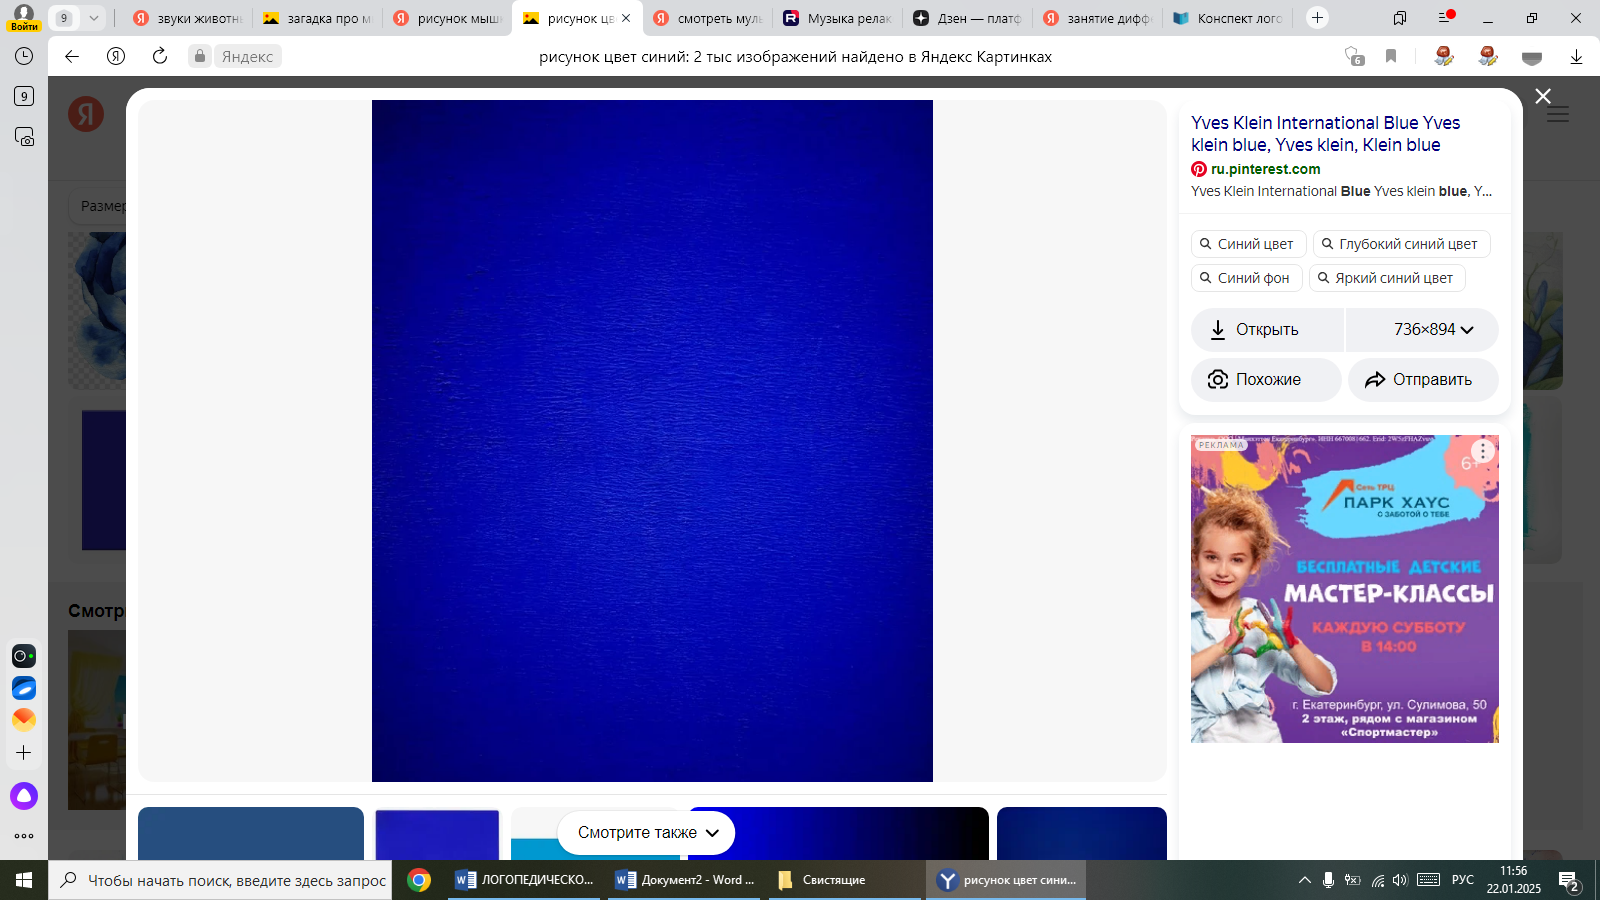 Войти
9
звуки животн
загадка про м
рисунок мыш
рисунок цв
смотреть мул
Музыка релак
Дзен — платф
занятие дифф
Конспект лого
Яндекс
рисунок цвет синий: 2 тыс изображений найдено в Яндекс Картинках
6
9
Размер
Смотр
Yves Klein International Blue Yves
klein blue, Yves klein, Klein blue
ru.pinterest.com
Yves Klein International Blue Yves klein blue, Y...
Синий цвет
Глубокий синий цвет
Синий фон
Яркий синий цвет
Открыть
736×894
Похожие
Отправить
РЕКЛАМА
6+
Сеть ТРЦ
ПАРК ХАУС
С ЗАБОТОЙ О ТЕБЕ
БЕСПЛАТНЫЕ ДЕТСКИЕ
МАСТЕР-КЛАССЫ
КАЖДУЮ СУББОТУ
В 14:00
г. Екатеринбург, ул. Сулимова, 50
2 этаж, рядом с магазином
«Спортмастер»
Смотрите также
Чтобы начать поиск, введите здесь запрос
ЛОГОПЕДИЧЕСКО...
Документ2 - Word ...
Свистящие
рисунок цвет сини...
РУС
11:56
22.01.2025
2